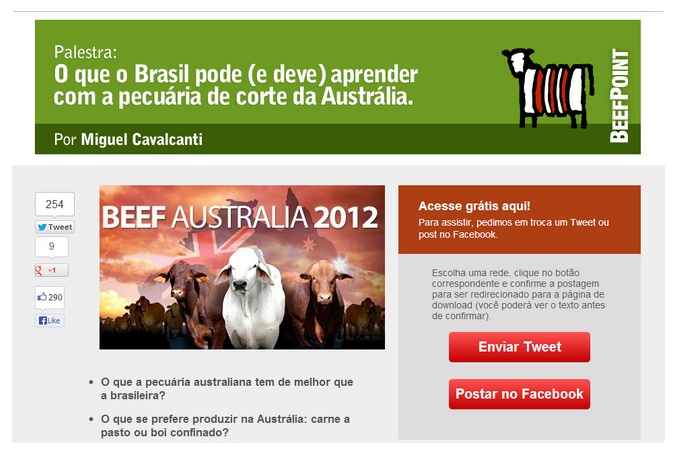 Palestra:
O que o Brasil pode (e deve) aprender
com a pecuária de corte da Austrália.
BEEFPOINT
Por Miguel Cavalcanti
254
Tweet
9
+1
290
Like
BEEF AUSTRALIA 2012
• O que a pecuária australiana tem de melhor que
a brasileira?
• O que se prefere produzir na Austrália: carne a
pasto ou boi confinado?
Acesse grátis aqui!
Para assistir, pedimos em troca um Tweet ou
post no Facebook.
Escolha uma rede, clique no botão
correspondente e confirme a postagem
para ser redirecionado para a página de
download (você poderá ver o texto antes
de confirmar).
Enviar Tweet
Postar no Facebook